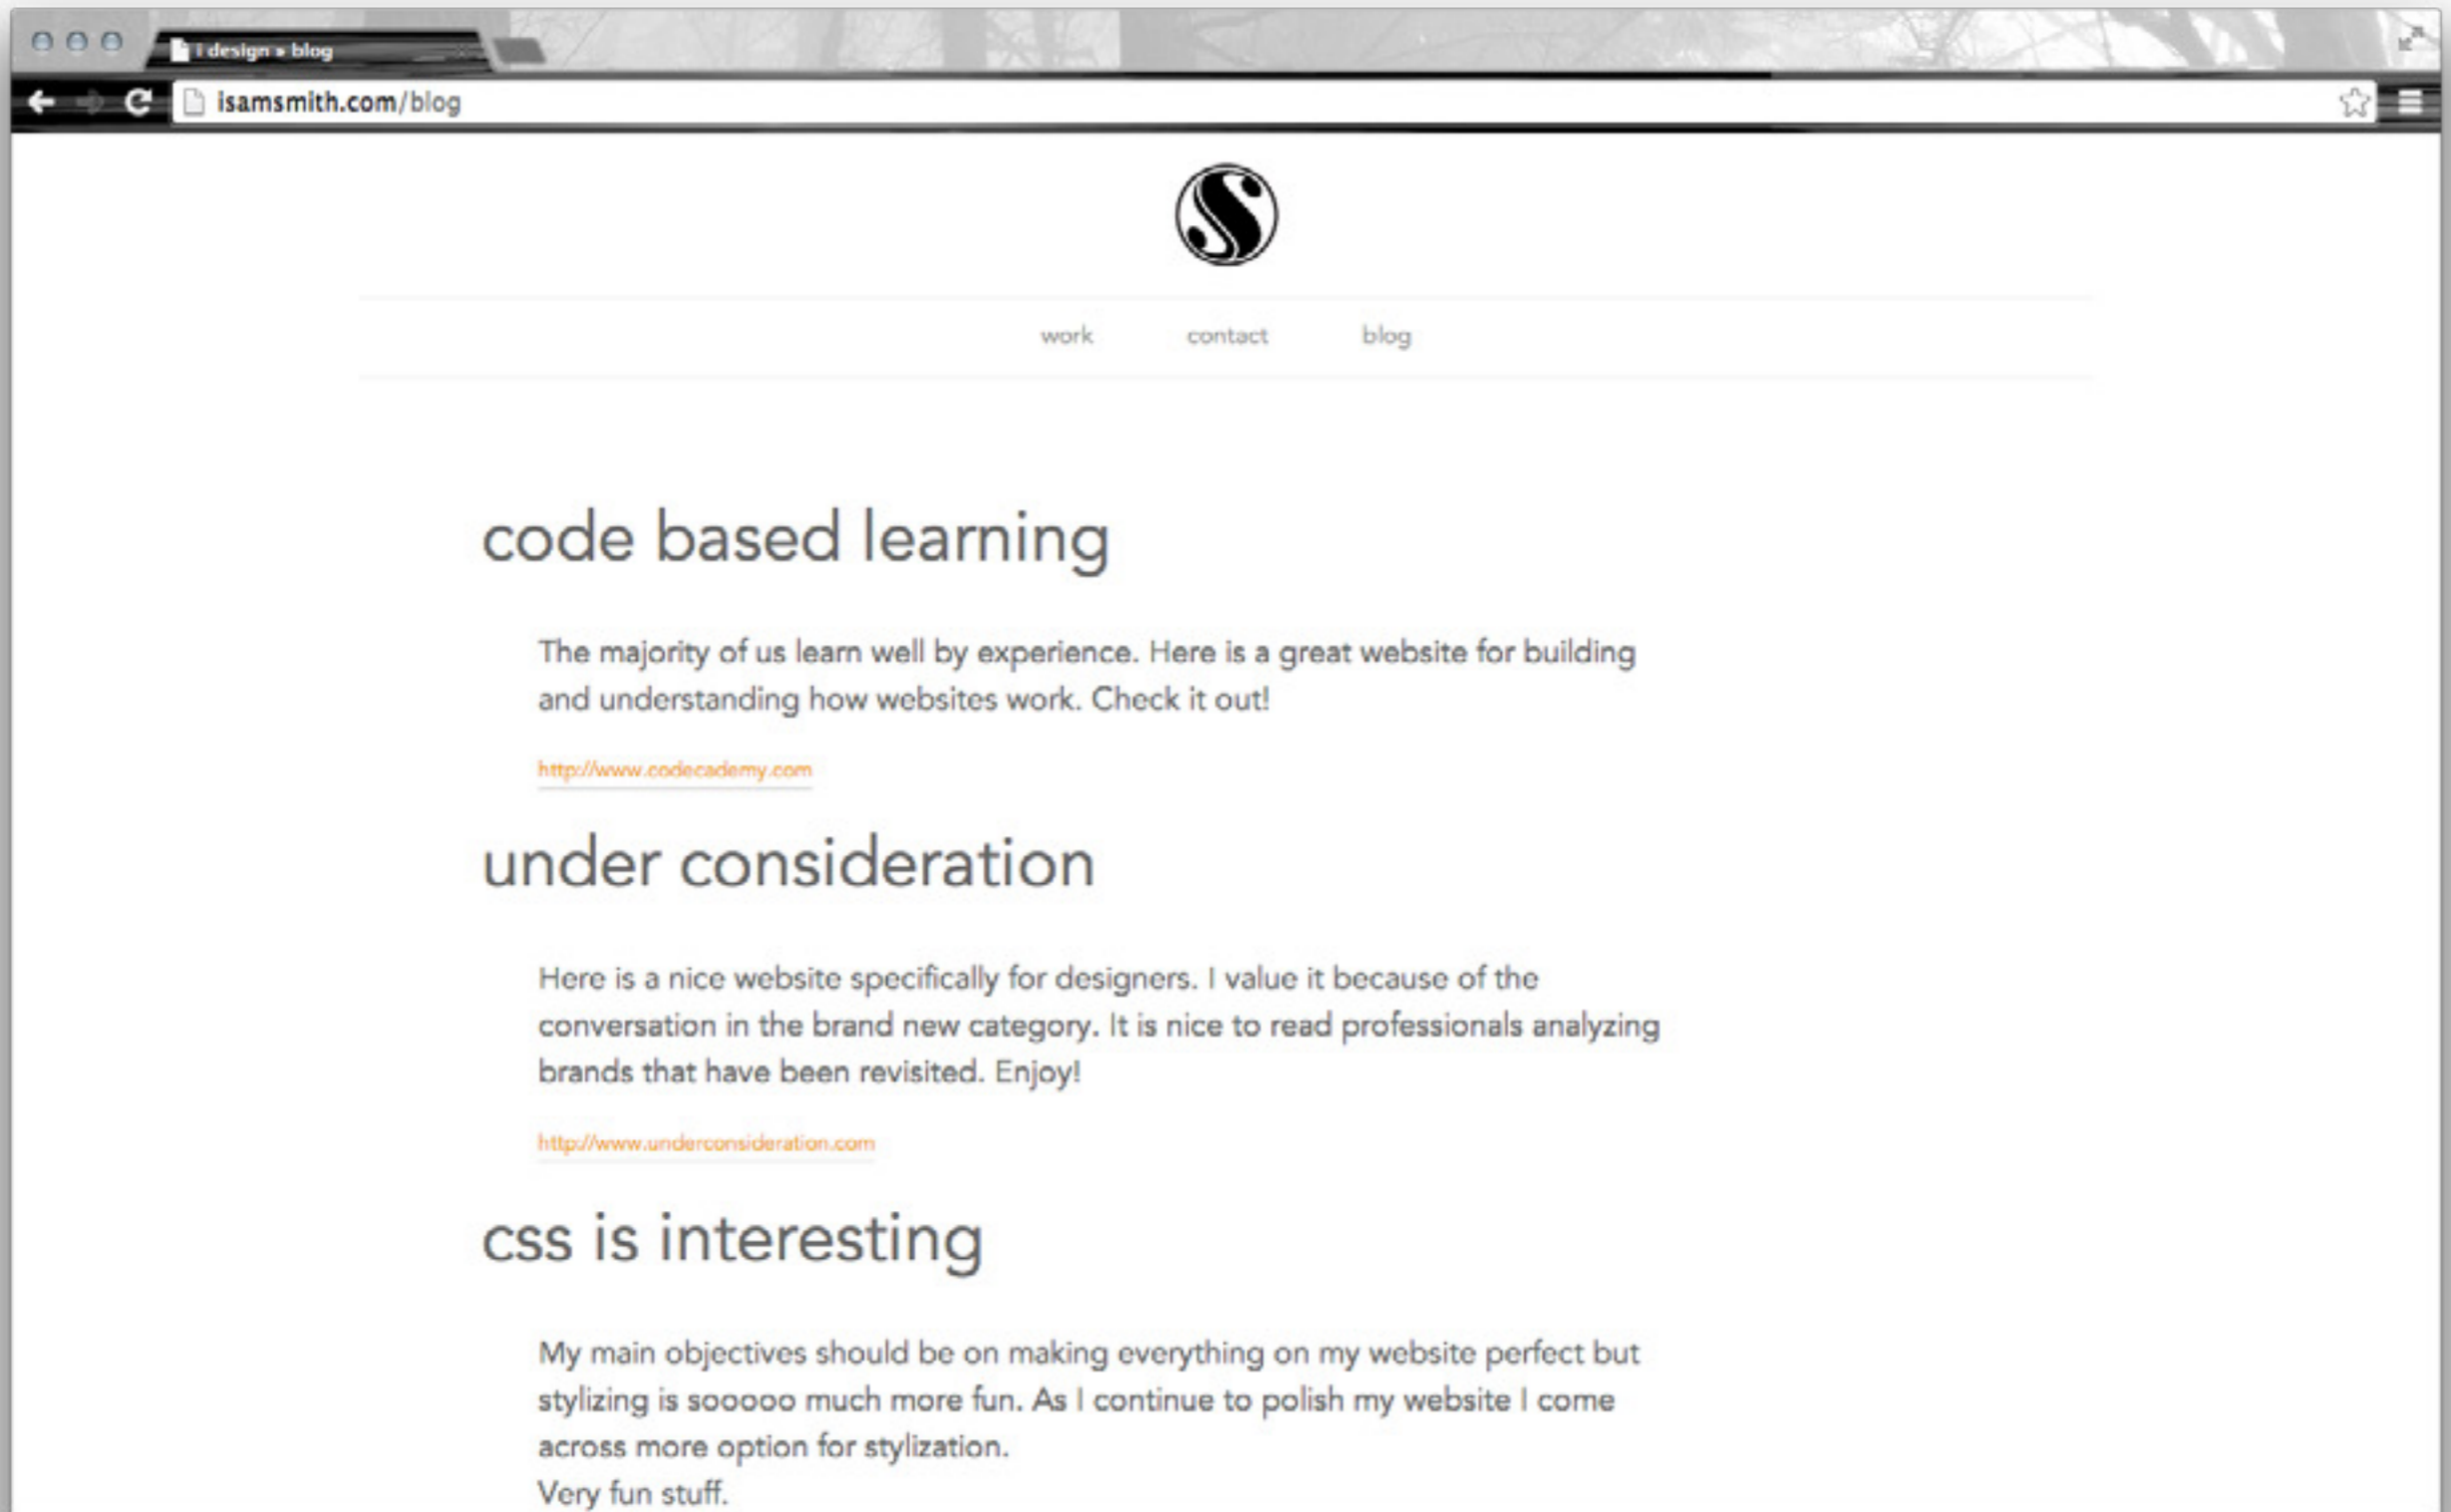 i design » blog
isamsmith.com/blog
S
work contact blog
code based learning
The majority of us learn well by experience. Here is a great website for building
and understanding how websites work. Check it out!
http://www.codecademy.com
under consideration
Here is a nice website specifically for designers. I value it because of the
conversation in the brand new category. It is nice to read professionals analyzing
brands that have been revisited. Enjoy!
http://www.underconsideration.com
css is interesting
My main objectives should be on making everything on my website perfect but
stylizing is sooooo much more fun. As I continue to polish my website I come
across more option for stylization.
Very fun stuff.